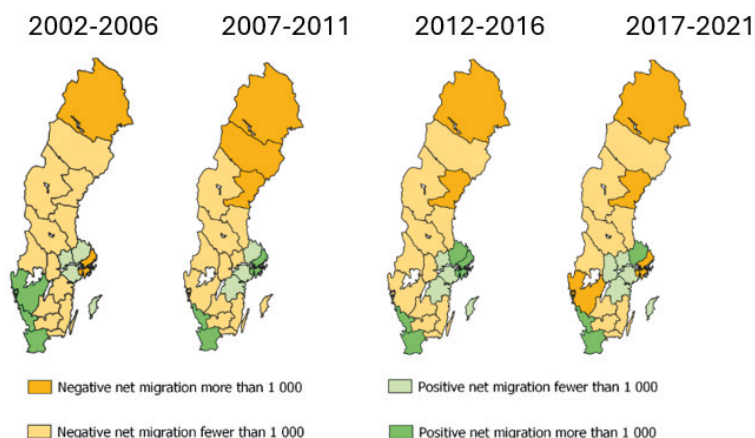 2002-2006 2007-2011 2012-2016 2017-2021
Negative net migration more than 1 000 Positive net migration fewer than 1 000
Negative net migration fewer than 1 000 Positive net migration more than 1 000